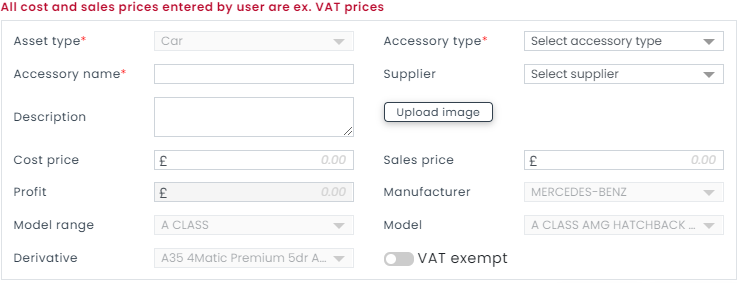 All cost and sales prices entered by user are ex. VAT prices
Asset type* Car Accessory type* Select accessory type
Accessory name* Supplier Select supplier
Description Upload image
Cost price £ 0.00 Sales price £ 0.00
Profit £ 0.00 Manufacturer MERCEDES-BENZ
Model range A CLASS Model A CLASS AMG HATCHBACK ...
Derivative A35 4Matic Premium 5dr A... VAT exempt